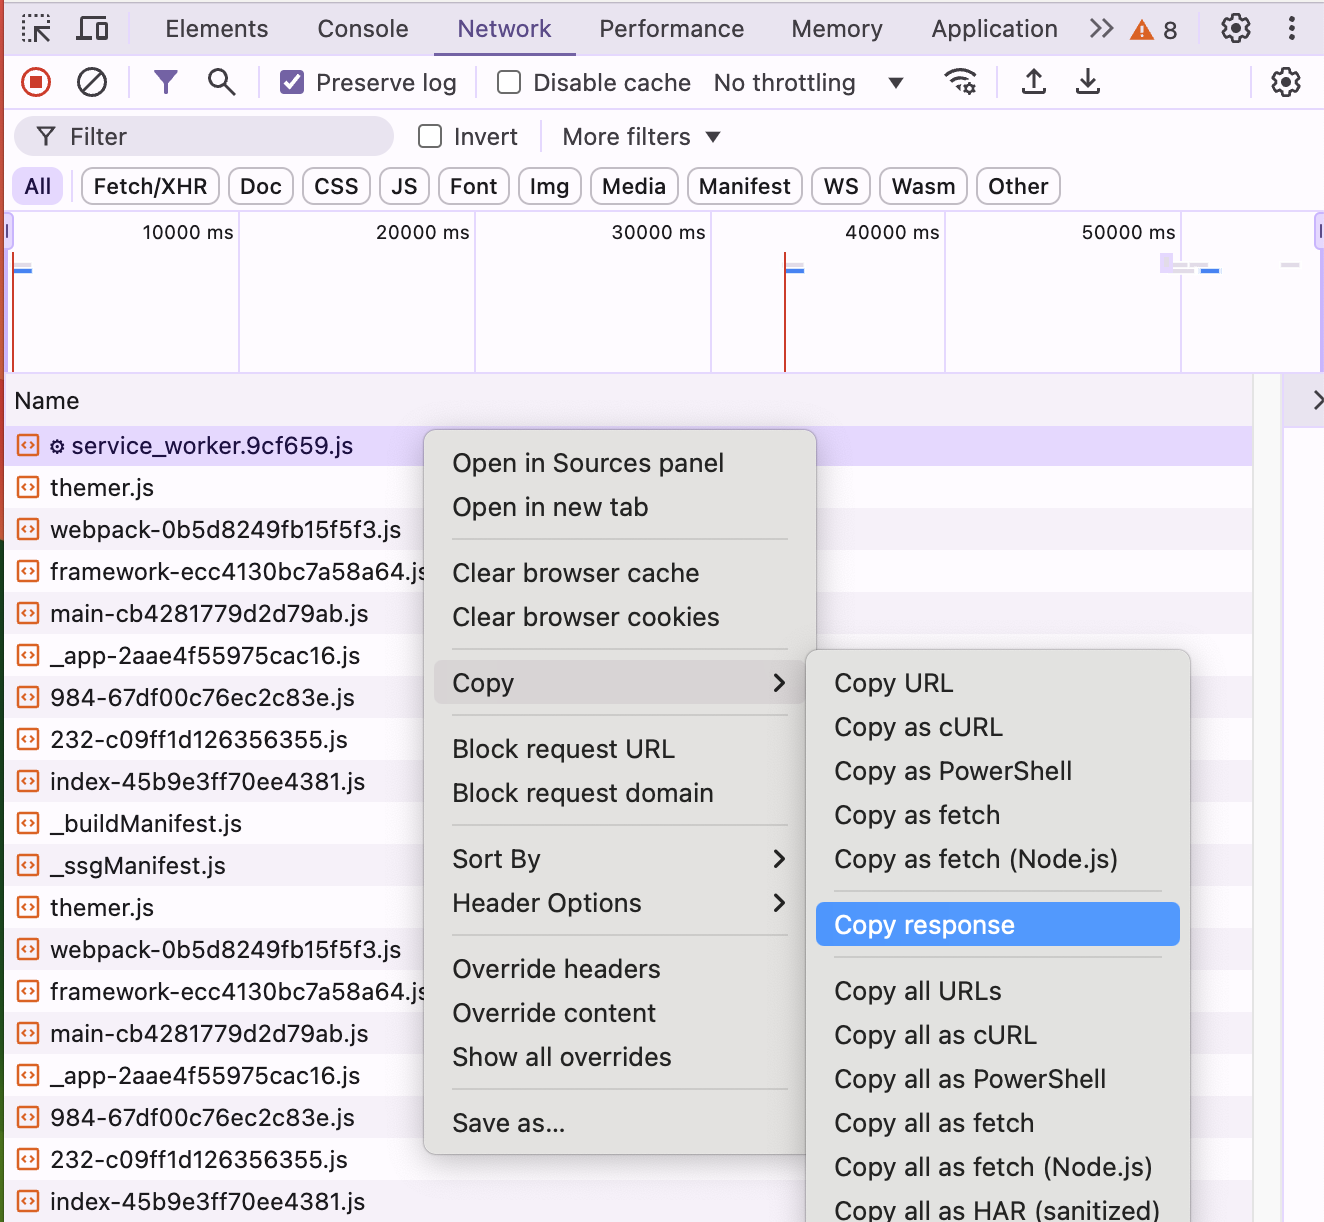 Elements Console Network Performance Memory Application 8
Preserve log Disable cache No throttling
Filter Invert More filters
All Fetch/XHR Doc CSS JS Font Img Media Manifest WS Wasm Other
10000 ms 20000 ms 30000 ms 40000 ms 50000 ms
Name
service_worker.9cf659.js
themer.js
webpack-0b5d8249fb15f5f3.js
framework-ecc4130bc7a58a64.js
main-cb4281779d2d79ab.js
_app-2aae4f55975cac16.js
984-67df00c76ec2c83e.js
232-c09ff1d126356355.js
index-45b9e3ff70ee4381.js
_buildManifest.js
_ssgManifest.js
themer.js
webpack-0b5d8249fb15f5f3.js
framework-ecc4130bc7a58a64.js
main-cb4281779d2d79ab.js
_app-2aae4f55975cac16.js
984-67df00c76ec2c83e.js
232-c09ff1d126356355.js
index-45b9e3ff70ee4381.js
Open in Sources panel
Open in new tab
Clear browser cache
Clear browser cookies
Copy
Block request URL
Block request domain
Sort By
Header Options
Override headers
Override content
Show all overrides
Save as...
Copy URL
Copy as cURL
Copy as PowerShell
Copy as fetch
Copy as fetch (Node.js)
Copy response
Copy all URLs
Copy all as cURL
Copy all as PowerShell
Copy all as fetch
Copy all as fetch (Node.js)
Copy all as HAR (sanitized)